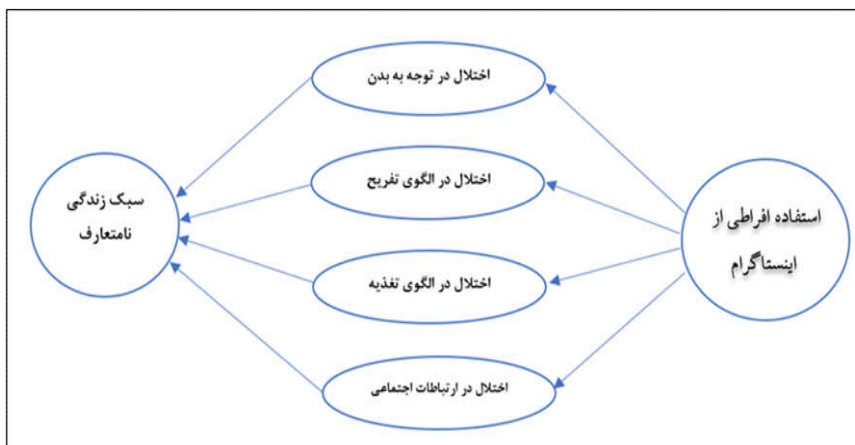 استفاده افراطی از
اینستاگرام
اختلال در توجه به بدن
اختلال در الگوی تفریح
اختلال در الگوی تغذیه
اختلال در ارتباطات اجتماعی
سبک زندگی
نامتعارف